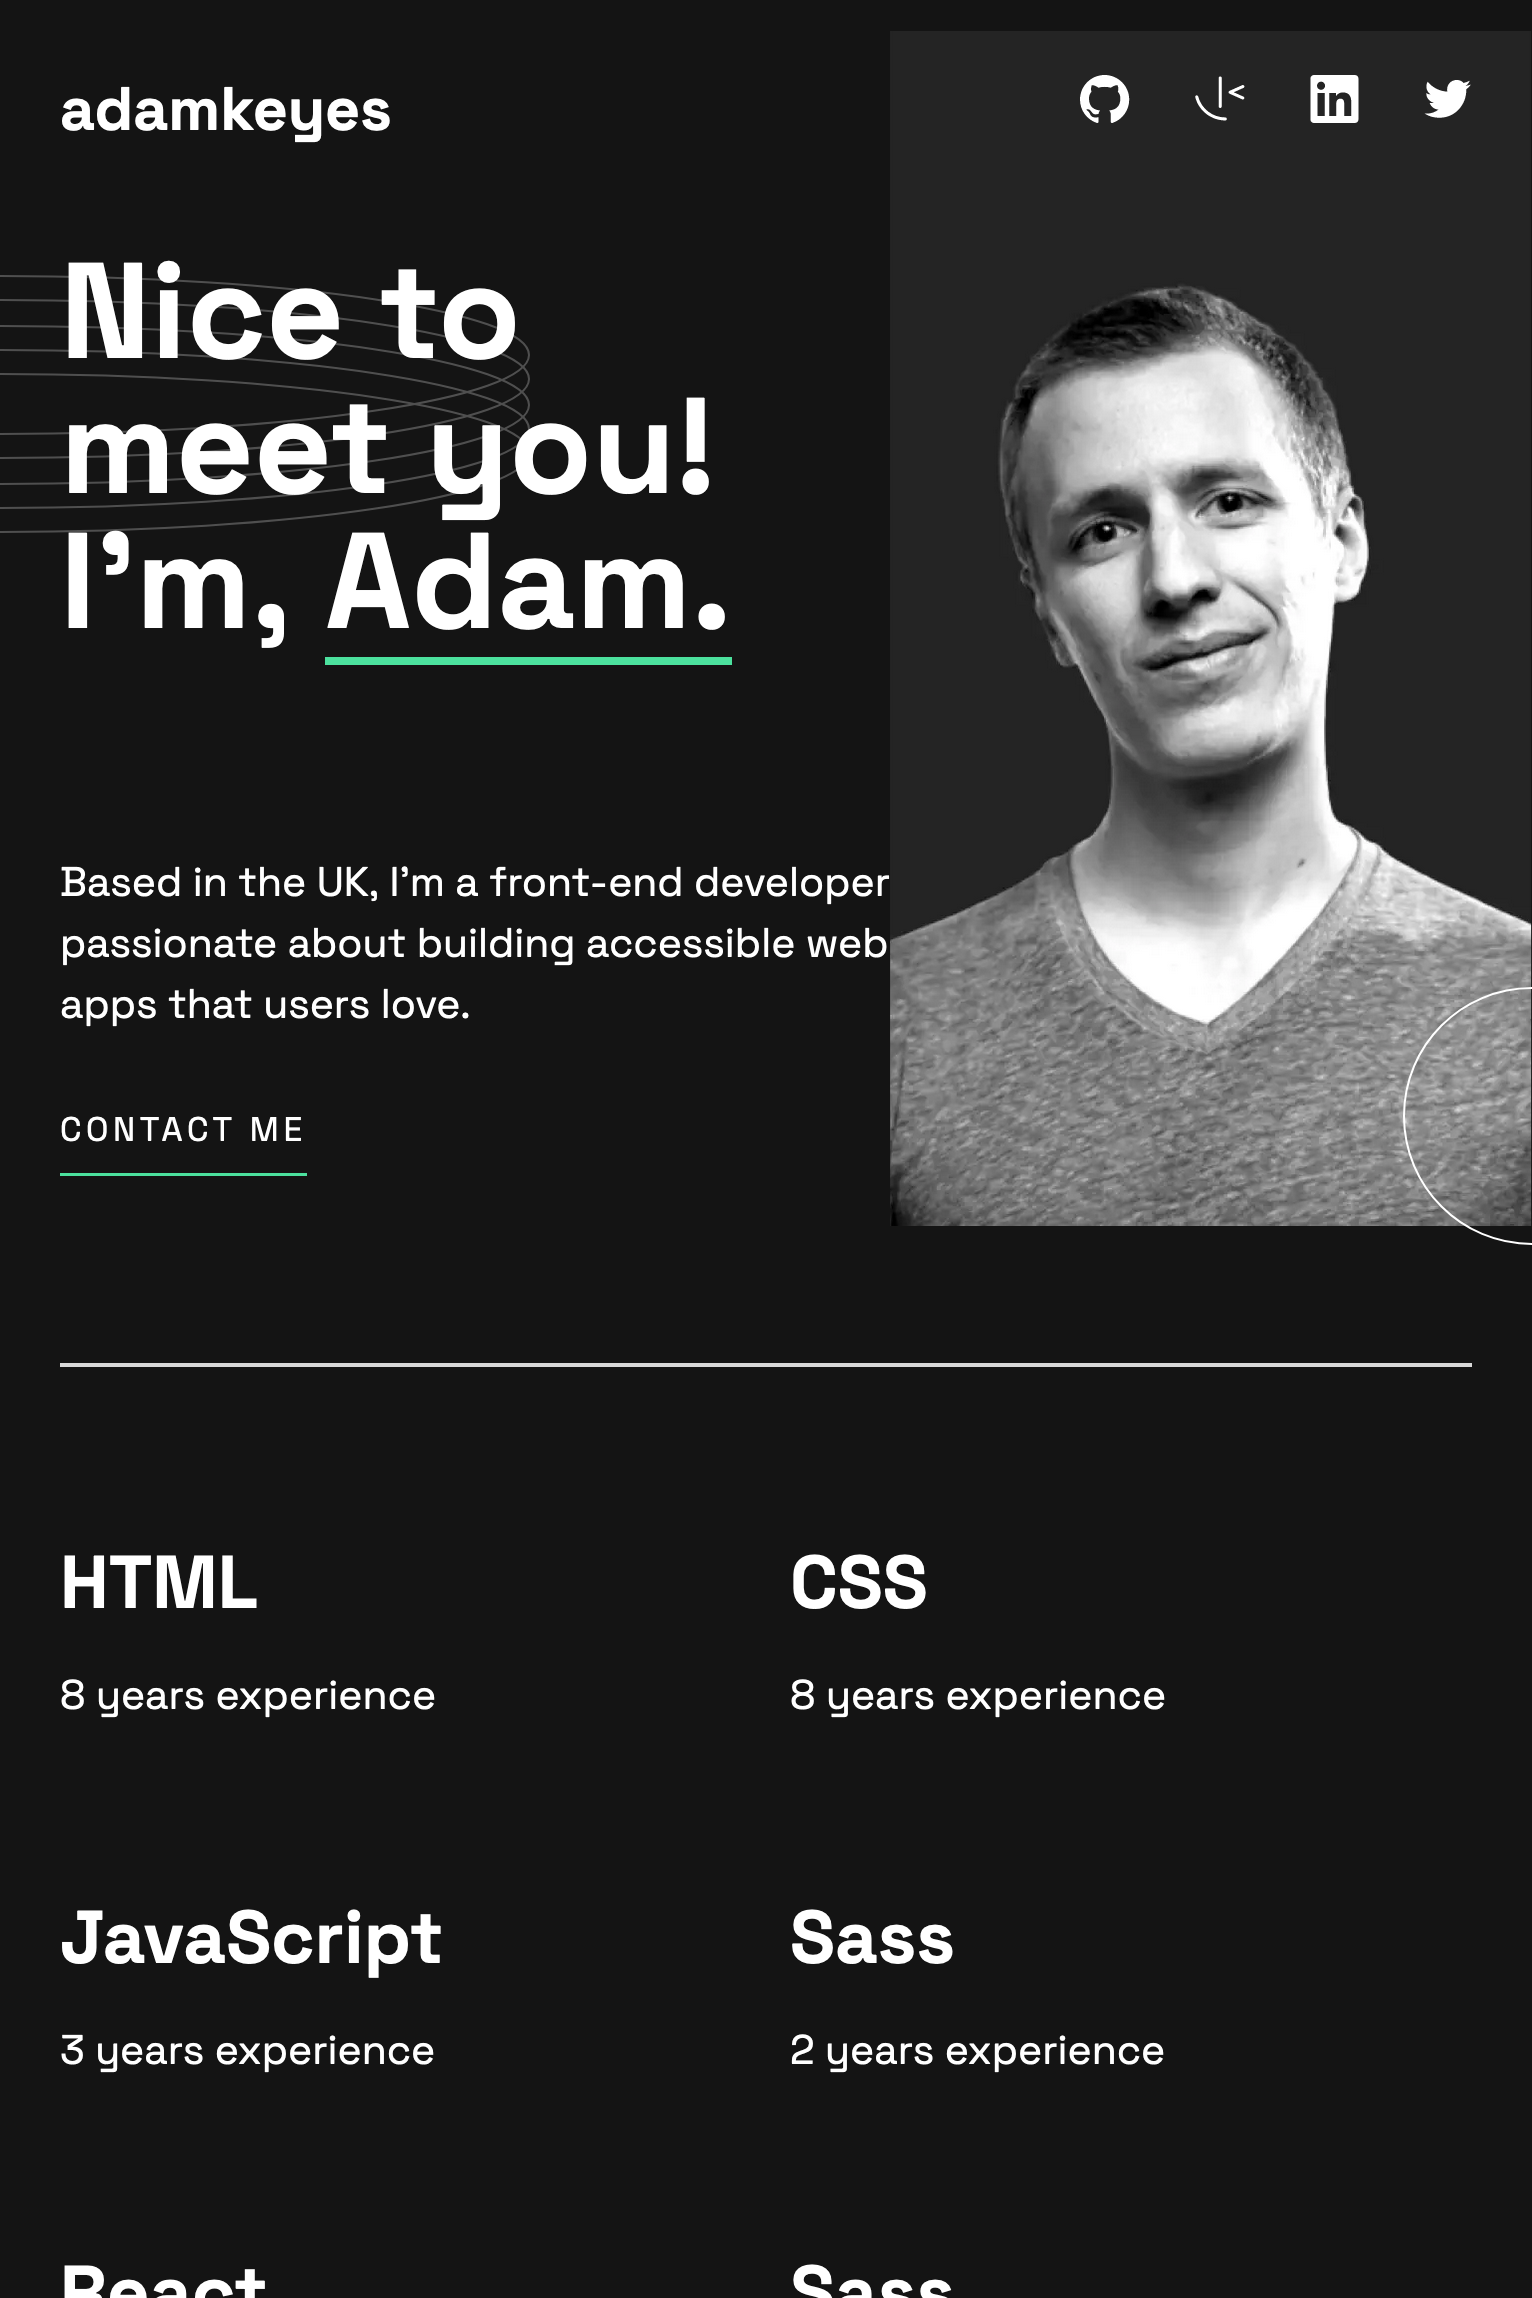 adamkeyes
Nice to
meet you!
I’m, Adam.
Based in the UK, I’m a front-end developer
passionate about building accessible web
apps that users love.
CONTACT ME
HTML
CSS
8 years experience
8 years experience
JavaScript
Sass
3 years experience
2 years experience
React
Sass